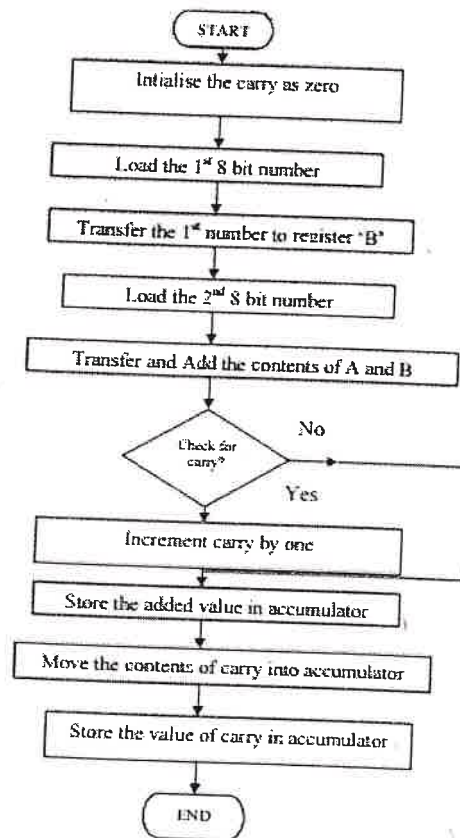 START
Intialise the carry as zero
Load the 1st 8 bit number
Transfer the 1st number to register 'B'
Load the 2nd 8 bit number
Transfer and Add the contents of A and B
Check for
carry?
No
Yes
Increment carry by one
Store the added value in accumulator
Move the contents of carry into accumulator
Store the value of carry in accumulator
END